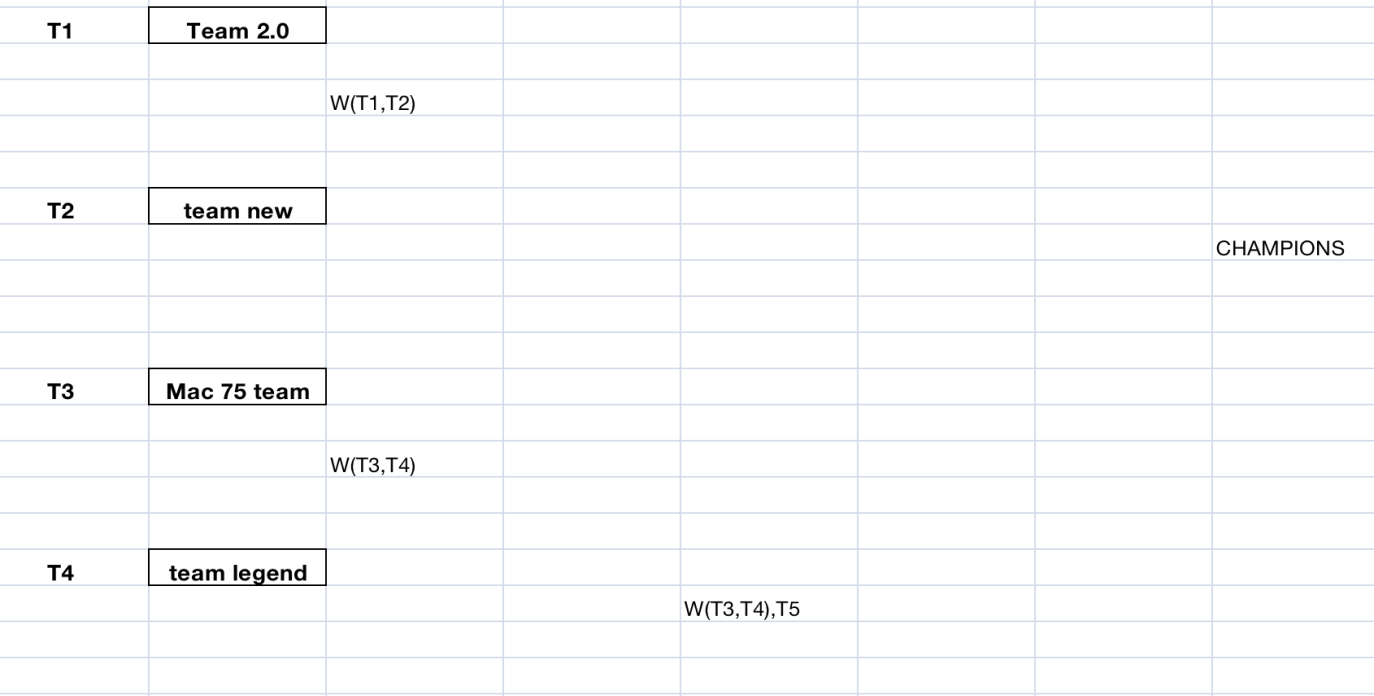 T1 Team 2.0
W(T1,T2)
T2 team new
CHAMPIONS
T3 Mac 75 team
W(T3,T4)
T4 team legend
W(T3,T4),T5